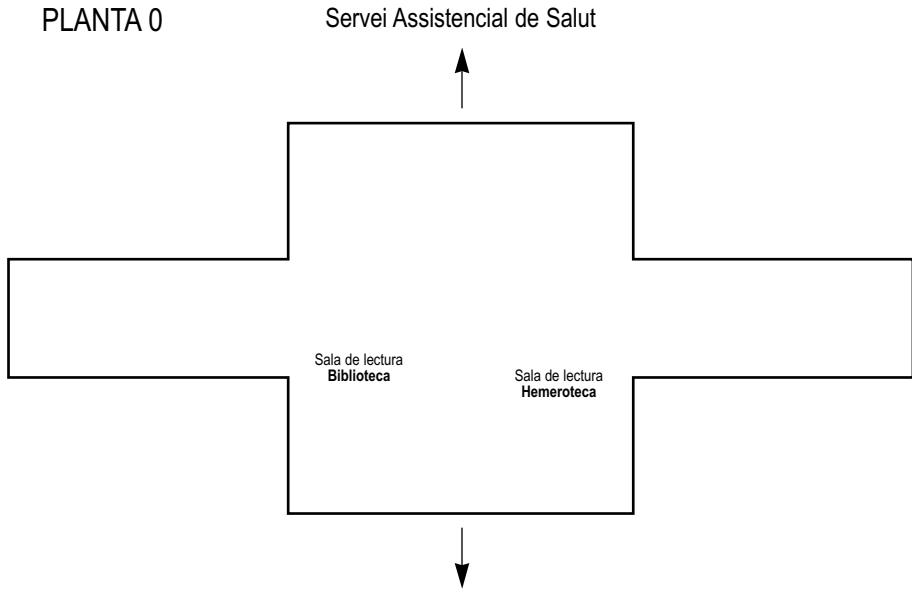 PLANTA 0
Servei Assistencial de Salut
Sala de lectura
Biblioteca
Sala de lectura
Hemeroteca